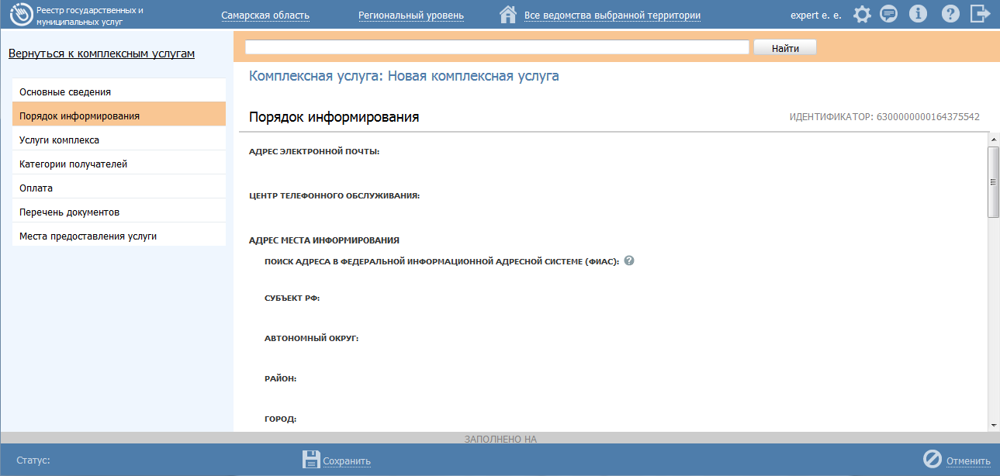 Реестр государственных и
муниципальных услуг
Самарская область
Региональный уровень
Все ведомства выбранной территории
expert e. e.
Вернуться к комплексным услугам
Найти
Основные сведения
Порядок информирования
Услуги комплекса
Категории получателей
Оплата
Перечень документов
Места предоставления услуги
Комплексная услуга: Новая комплексная услуга
Порядок информирования
ИДЕНТИФИКАТОР: 6300000000164375542
АДРЕС ЭЛЕКТРОННОЙ ПОЧТЫ:
ЦЕНТР ТЕЛЕФОННОГО ОБСЛУЖИВАНИЯ:
АДРЕС МЕСТА ИНФОРМИРОВАНИЯ
ПОИСК АДРЕСА В ФЕДЕРАЛЬНОЙ ИНФОРМАЦИОННОЙ АДРЕСНОЙ СИСТЕМЕ (ФИАС):
СУБЪЕКТ РФ:
АВТОНОМНЫЙ ОКРУГ:
РАЙОН:
ГОРОД:
ЗАПОЛНЕНО НА
Статус:
Сохранить
Отменить